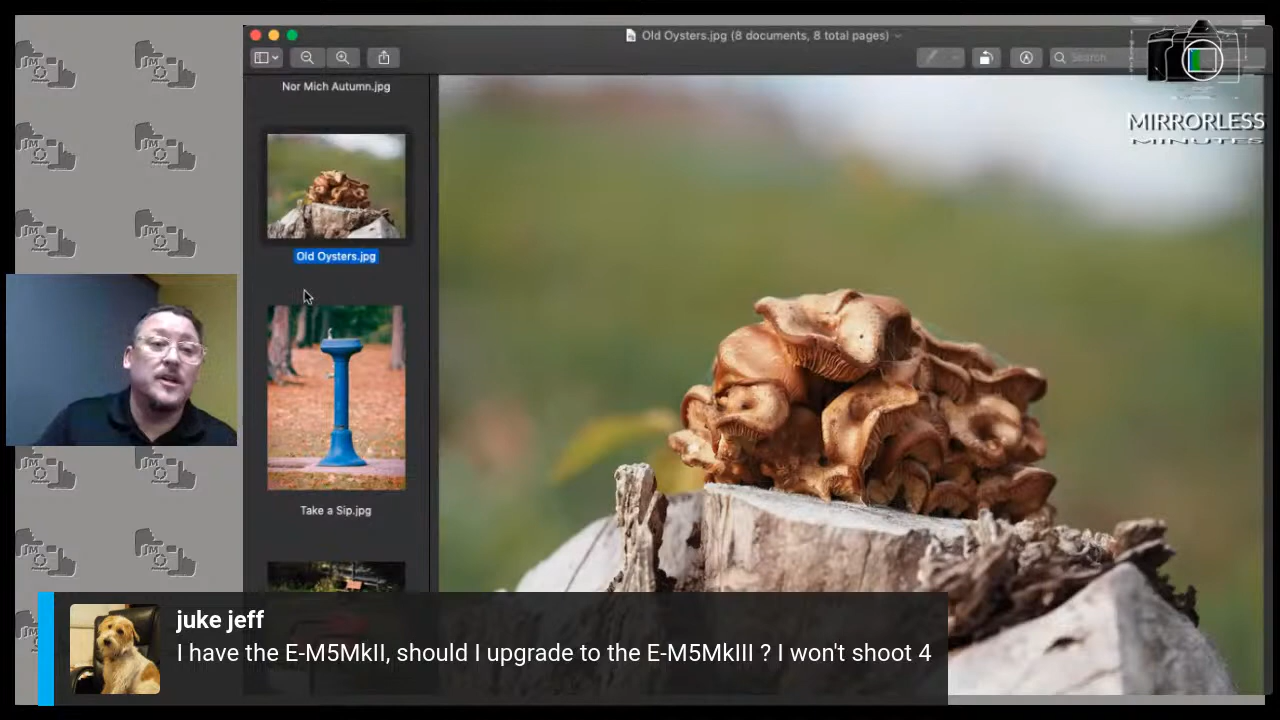 Old Oysters.jpg (8 documents, 8 total pages)
Search
MIRRORLESS
MINUTES
Nor Mich Autumn.jpg
Old Oysters.jpg
Take a Sip.jpg
juke jeff
I have the E-M5MkII, should I upgrade to the E-M5MkIII ? I won't shoot 4